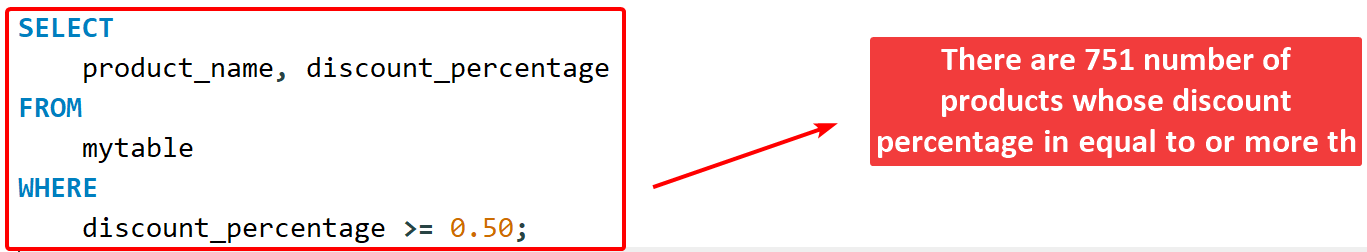 SELECT
product_name, discount_percentage
FROM
mytable
WHERE
discount_percentage >= 0.50;
There are 751 number of
products whose discount
percentage in equal to or more th